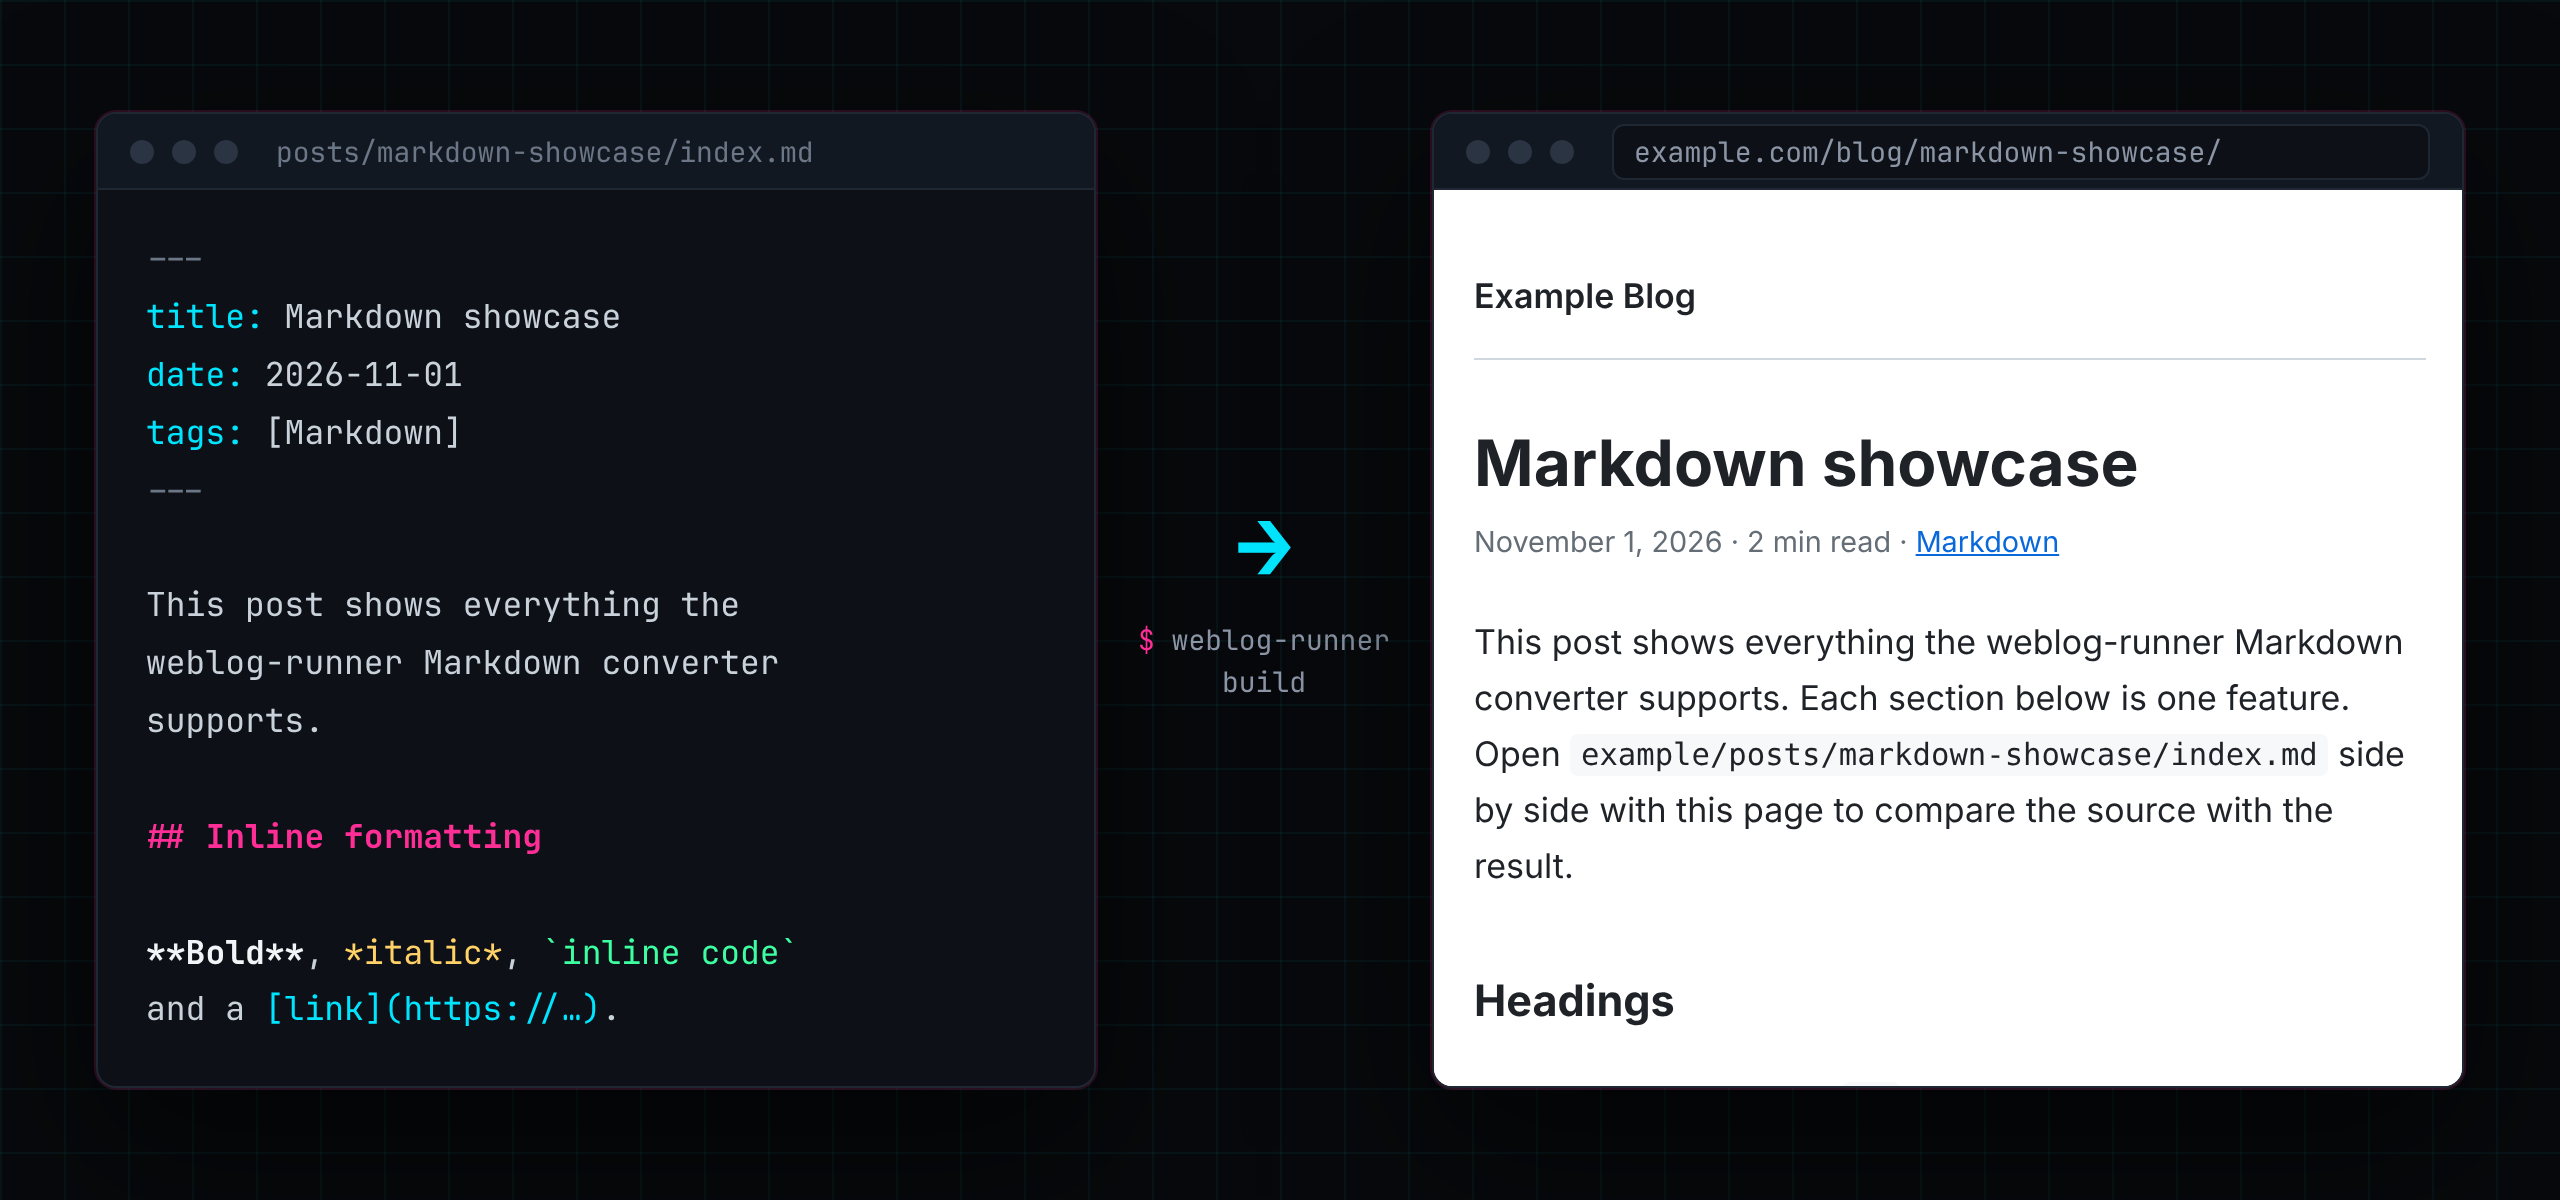 posts/markdown-showcase/index.md
---
title: Markdown showcase
date: 2026-11-01
tags: [Markdown]
---
This post shows everything the
weblog-runner Markdown converter
supports.
## Inline formatting
**Bold**, *italic*, `inline code`
and a [link](https://…).
→
$ weblog-runner
build
example.com/blog/markdown-showcase/
Example Blog
Markdown showcase
November 1, 2026 · 2 min read · Markdown
This post shows everything the weblog-runner Markdown
converter supports. Each section below is one feature.
Open example/posts/markdown-showcase/index.md side
by side with this page to compare the source with the
result.
Headings